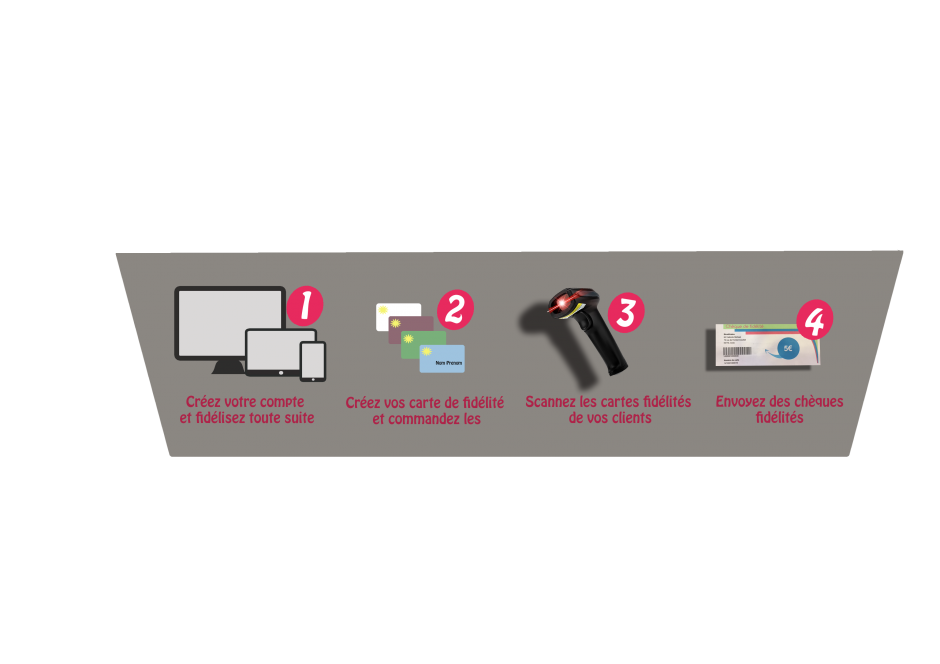 1
Créez votre compte
et fidélisez toute suite
2
Nom Prenom
Créez vos carte de fidélité
et commandez les
3
Scannez les cartes fidélités
de vos clients
4
5€
Envoyez des chèques
fidélités